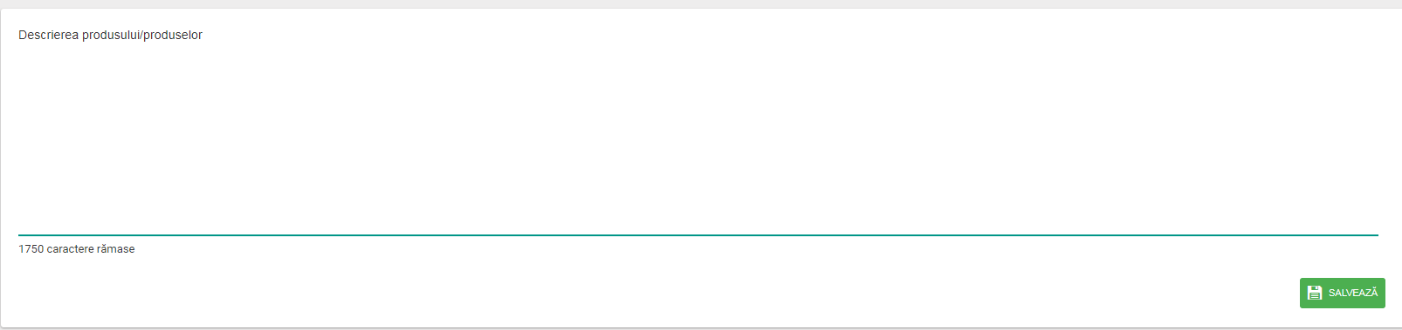 Descrierea produsului/produselor
1750 caractere rămase
SALVEAZĂ